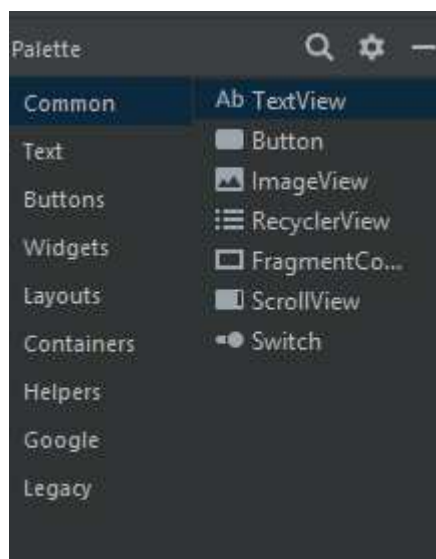 Palette
Common
Text
Buttons
Widgets
Layouts
Containers
Helpers
Google
Legacy
Ab TextView
Button
ImageView
RecyclerView
FragmentCo...
ScrollView
Switch